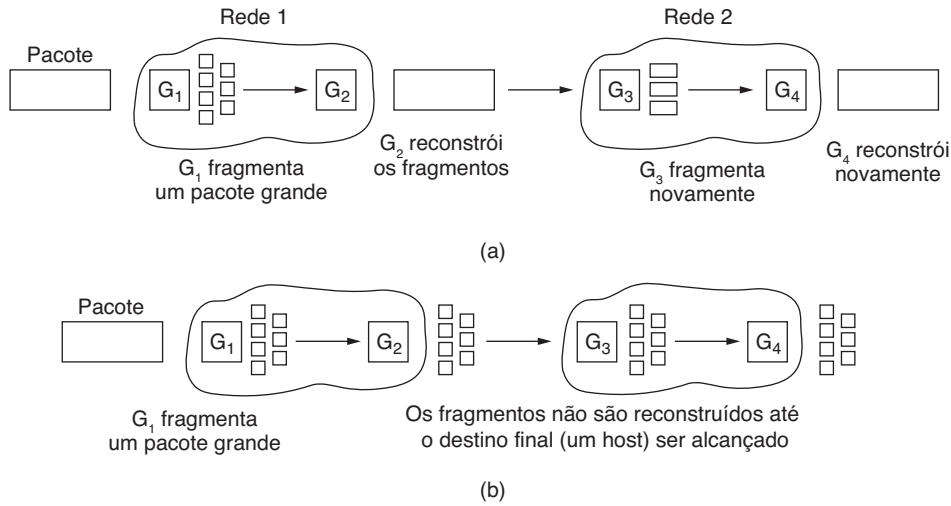 Rede 1
Rede 2
Pacote
G₁
G₂
G₃
G₄
G₁ fragmenta
um pacote grande
G₂ reconstrói
os fragmentos
G₃ fragmenta
novamente
G₄ reconstrói
novamente
(a)
Pacote
G₁
G₂
G₃
G₄
G₁ fragmenta
um pacote grande
Os fragmentos não são reconstruídos até
o destino final (um host) ser alcançado
(b)